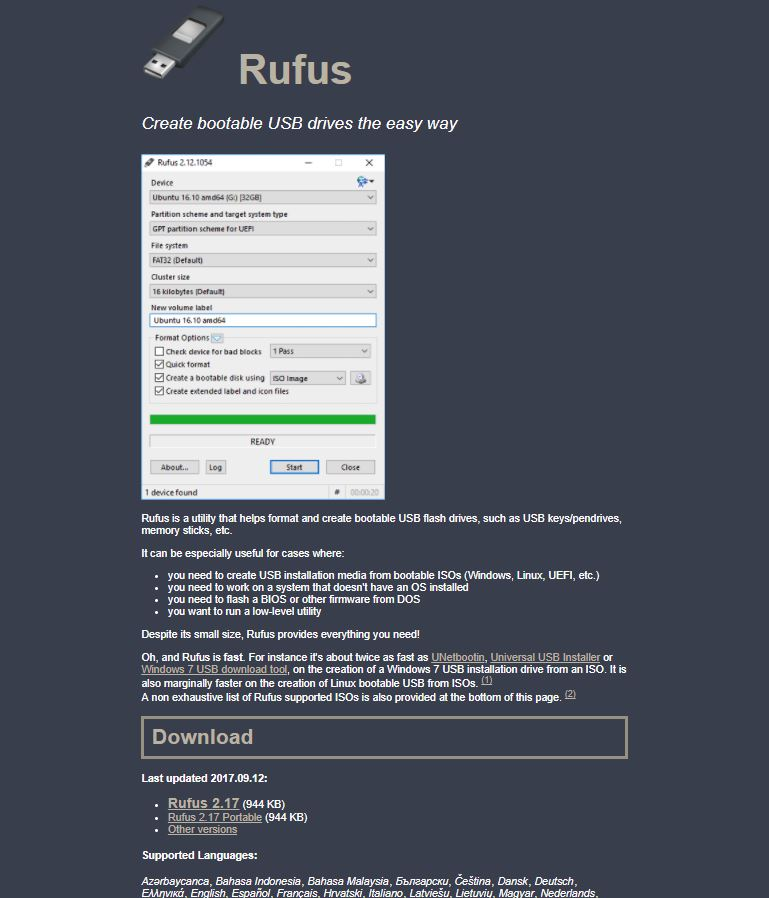 Rufus
Create bootable USB drives the easy way
Rufus 2.12.1054
Device
Ubuntu 16.10 amd64 (G:) [32GB]
Partition scheme and target system type
GPT partition scheme for UEFI
File system
FAT32 (Default)
Cluster size
16 kilobytes (Default)
New volume label
Ubuntu 16.10 amd64
Format Options
Check device for bad blocks 1 Pass
Quick format
Create a bootable disk using ISO Image
Create extended label and icon files
READY
About... Log Start Close
1 device found # 00:00:20
Rufus is a utility that helps format and create bootable USB flash drives, such as USB keys/pendrives,
memory sticks, etc.
It can be especially useful for cases where:
• you need to create USB installation media from bootable ISOs (Windows, Linux, UEFI, etc.)
• you need to work on a system that doesn't have an OS installed
• you need to flash a BIOS or other firmware from DOS
• you want to run a low-level utility
Despite its small size, Rufus provides everything you need!
Oh, and Rufus is fast. For instance it's about twice as fast as UNetbootin, Universal USB Installer or
Windows 7 USB download tool, on the creation of a Windows 7 USB installation drive from an ISO. It is
also marginally faster on the creation of Linux bootable USB from ISOs. (1)
A non exhaustive list of Rufus supported ISOs is also provided at the bottom of this page. (2)
Download
Last updated 2017.09.12:
• Rufus 2.17 (944 KB)
• Rufus 2.17 Portable (944 KB)
• Other versions
Supported Languages:
Azərbaycanca, Bahasa Indonesia, Bahasa Malaysia, Български, Čeština, Dansk, Deutsch,
Ελληνικά, English, Español, Français, Hrvatski, Italiano, Latviešu, Lietuvių, Magyar, Nederlands,